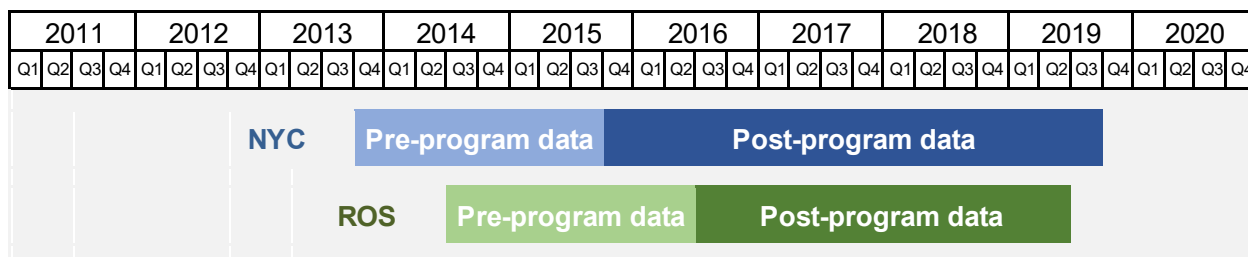 2011 2012 2013 2014 2015 2016 2017 2018 2019 2020
Q1 Q2 Q3 Q4 Q1 Q2 Q3 Q4 Q1 Q2 Q3 Q4 Q1 Q2 Q3 Q4 Q1 Q2 Q3 Q4 Q1 Q2 Q3 Q4 Q1 Q2 Q3 Q4 Q1 Q2 Q3 Q4 Q1 Q2 Q3 Q4 Q1 Q2 Q3 Q4
NYC Pre-program data Post-program data
ROS Pre-program data Post-program data